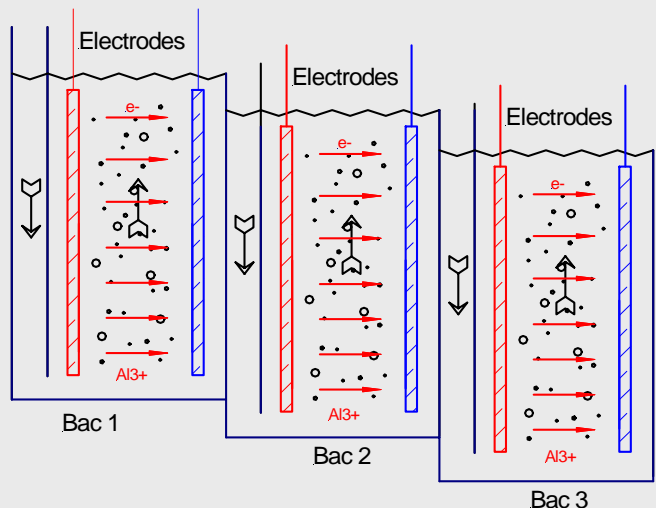 Electrodes
e-
Al3+
Bac 1
Electrodes
e-
Al3+
Bac 2
Electrodes
e-
Al3+
Bac 3